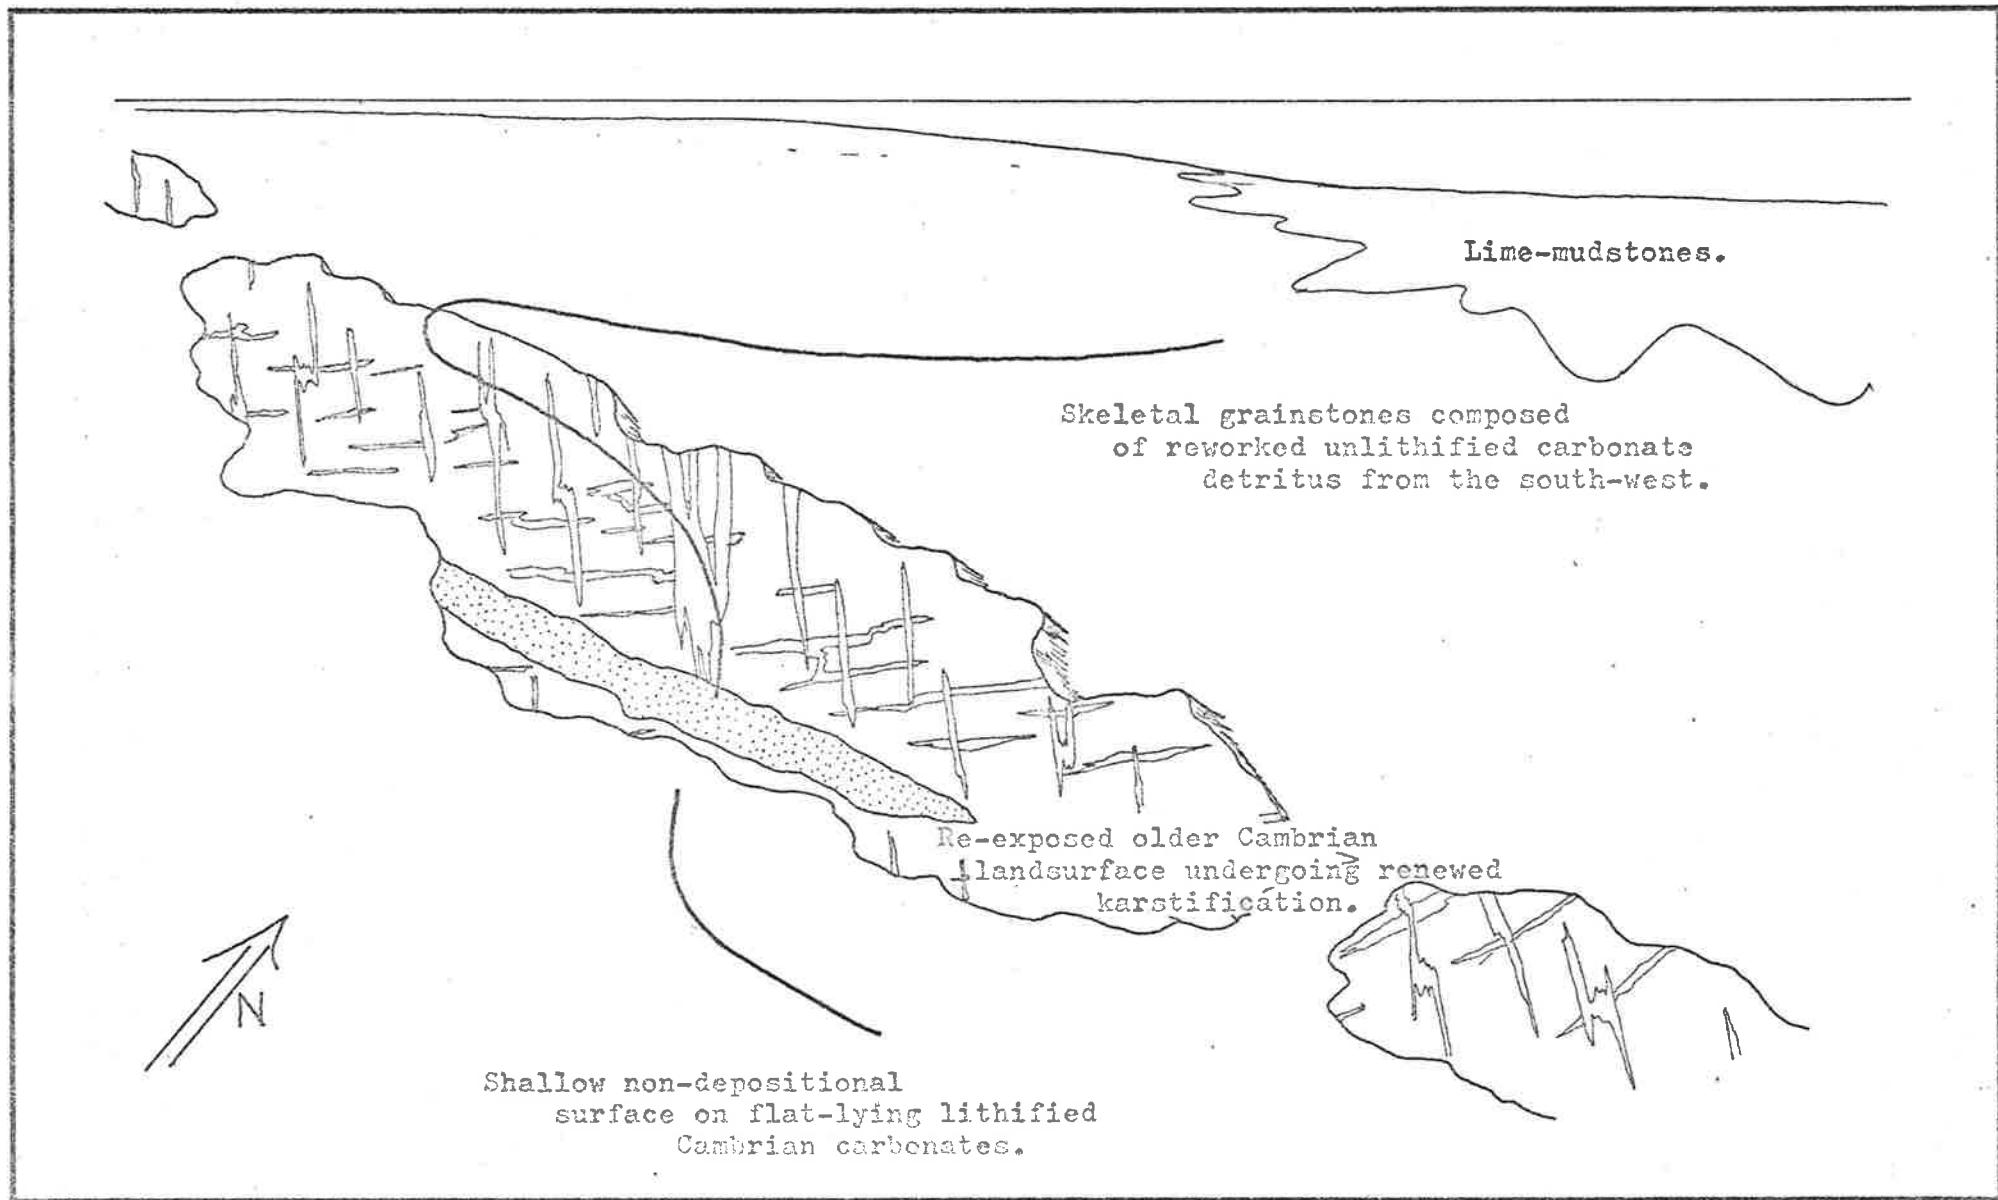 Lime-mudstones.
Skeletal grainstones composed
of reworked unlithified carbonate
detritus from the south-west.
Re-exposed older Cambrian
landsurface undergoing renewed
karstification.
N
Shallow non-depositional
surface on flat-lying lithified
Cambrian carbonates.